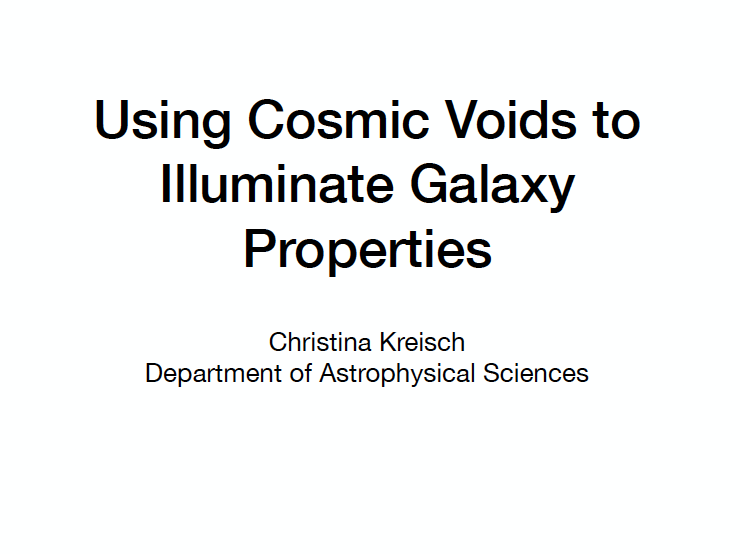 Using Cosmic Voids to
Illuminate Galaxy
Properties
Christina Kreisch
Department of Astrophysical Sciences